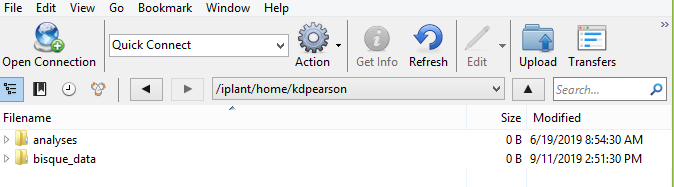 File Edit View Go Bookmark Window Help
»
Open Connection Quick Connect Action Get Info Refresh Edit Upload Transfers
/iplant/home/kdpearson Search...
Filename Size Modified
analyses 0 B 6/19/2019 8:54:30 AM
bisque_data 0 B 9/11/2019 2:51:30 PM